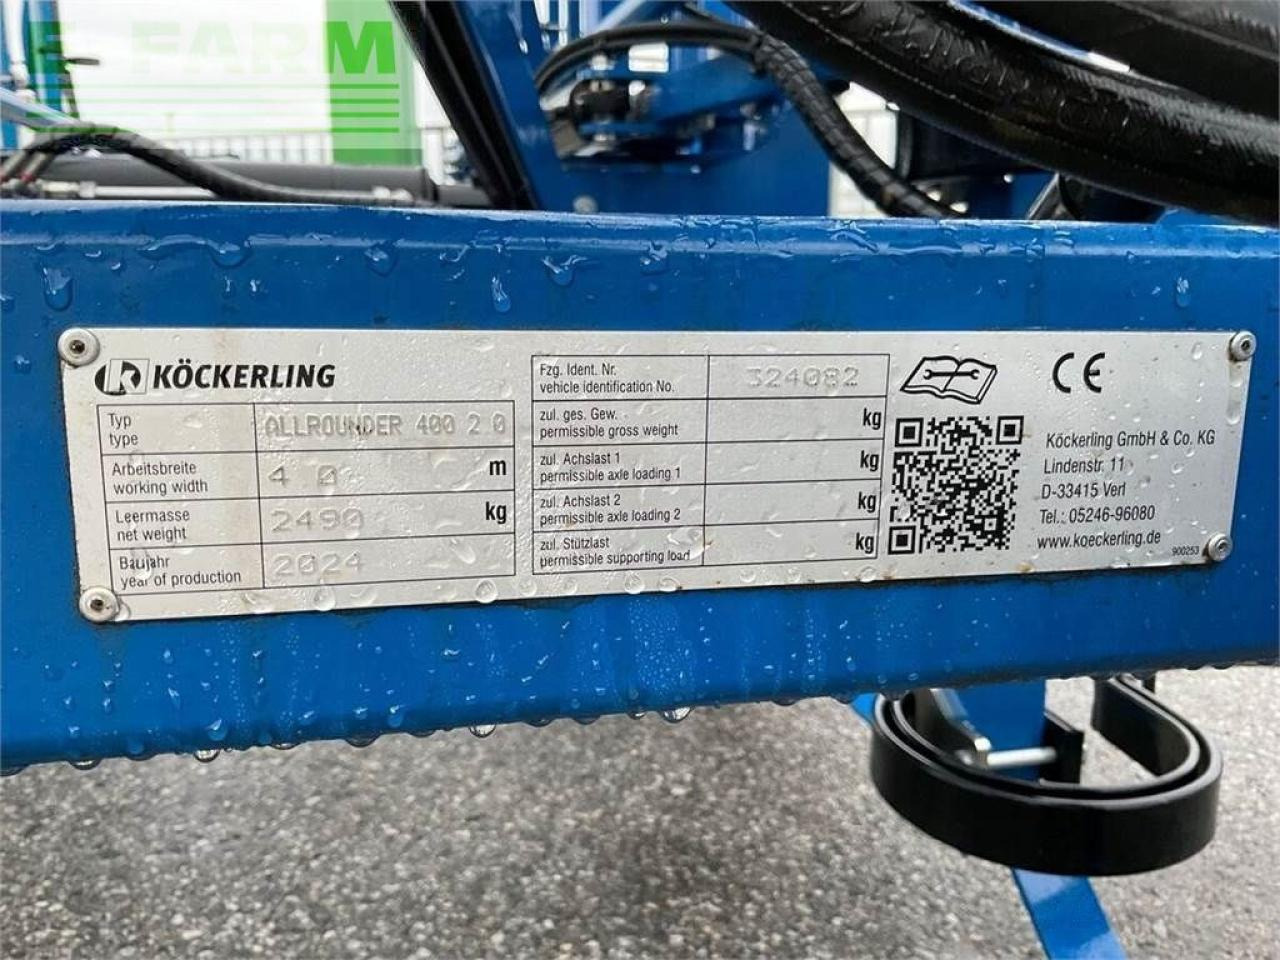 E FARM
KÖCKERLING
Typ
type
ALLROUNDER 400 2 0
Arbeitsbreite
working width
4 0
m
Leermasse
net weight
2490
kg
Baujahr
year of production
2024
Fzg. Ident. Nr.
vehicle identification No.
324082
zul. ges. Gew.
permissible gross weight
kg
zul. Achslast 1
permissible axle loading 1
kg
zul. Achslast 2
permissible axle loading 2
kg
zul. Stützlast
permissible supporting load
kg
CE
Köckerling GmbH & Co. KG
Lindenstr. 11
D-33415 Verl
Tel.: 05246-96080
www.koeckerling.de
900253